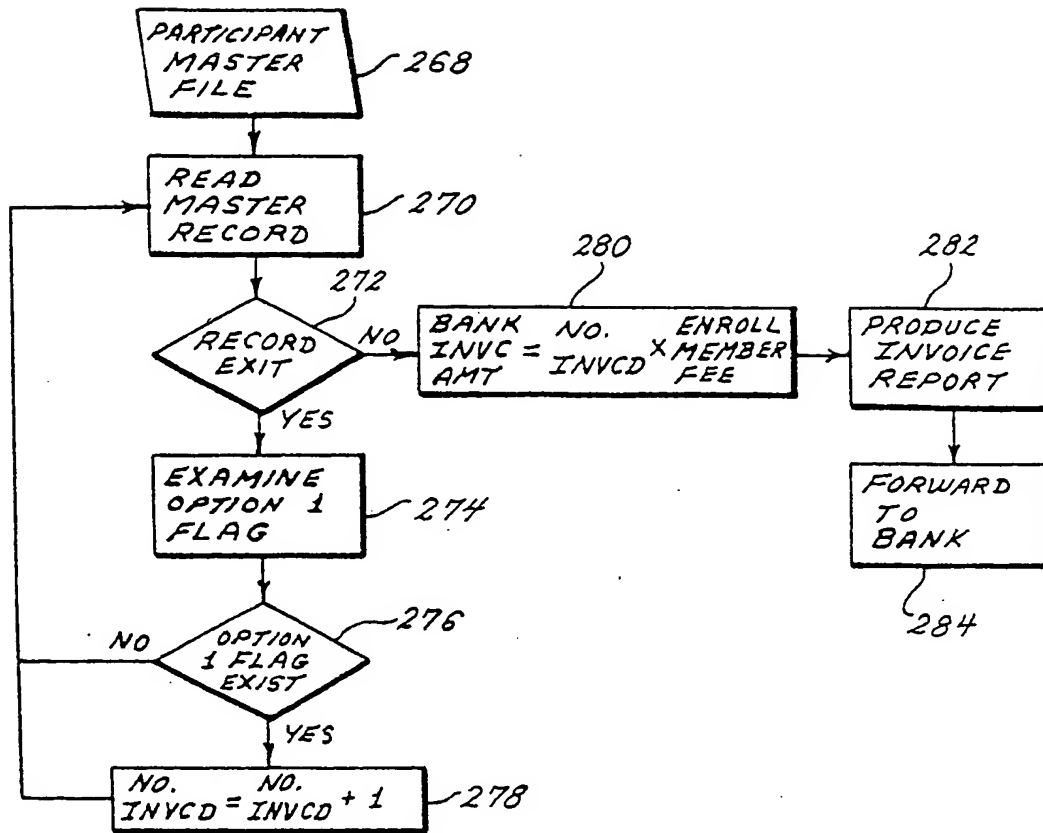 PARTICIPANT
MASTER
FILE
268
READ
MASTER
RECORD
270
272
RECORD
EXIT
NO
YES
280
BANK
INVC = NO. INVCD × ENROLL MEMBER FEE
AMT
282
PRODUCE
INVOICE
REPORT
FORWARD
TO
BANK
284
EXAMINE
OPTION 1
FLAG
274
OPTION
1 FLAG
EXIST
276
NO
YES
NO. NO.
INVCD = INVCD + 1
278